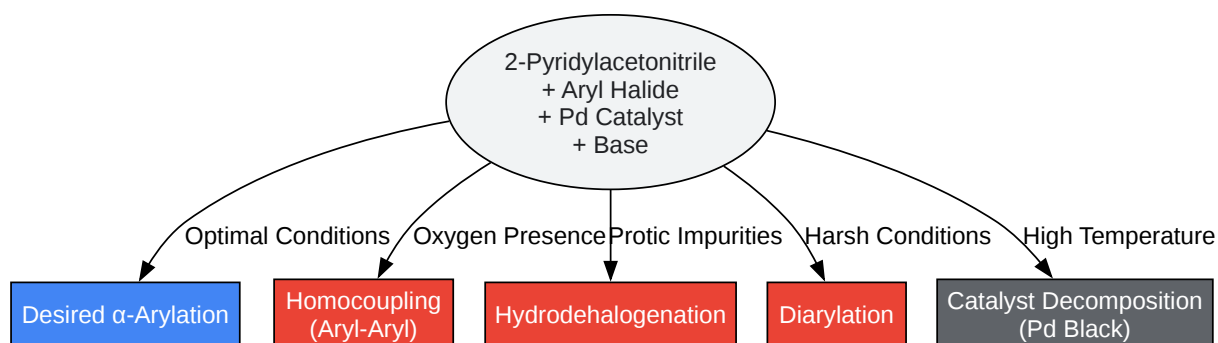 2-Pyridylacetonitrile
+ Aryl Halide
+ Pd Catalyst
+ Base
Optimal Conditions
Oxygen Presence
Protic Impurities
Harsh Conditions
High Temperature
Desired α-Arylation
Homocoupling
(Aryl-Aryl)
Hydrodehalogenation
Diarylation
Catalyst Decomposition
(Pd Black)